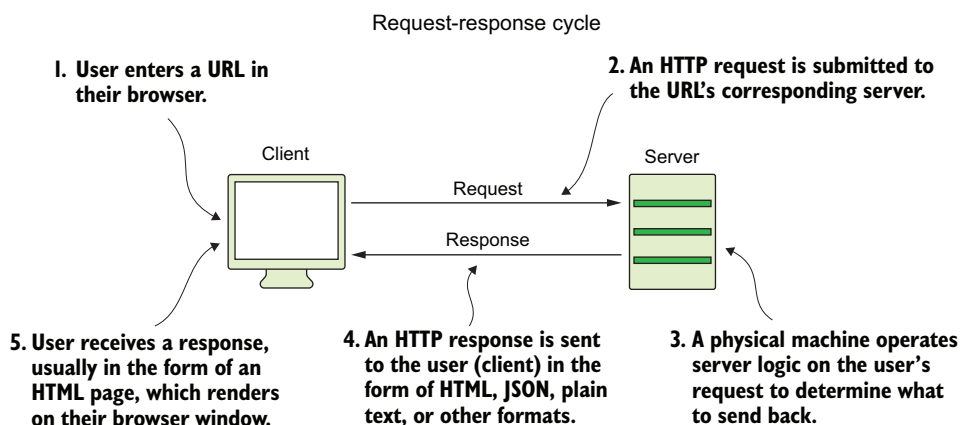 Request-response cycle
1. User enters a URL in
their browser.
2. An HTTP request is submitted to
the URL's corresponding server.
Client
Server
Request
Response
5. User receives a response,
usually in the form of an
HTML page, which renders
on their browser window.
4. An HTTP response is sent
to the user (client) in the
form of HTML, JSON, plain
text, or other formats.
3. A physical machine operates
server logic on the user's
request to determine what
to send back.